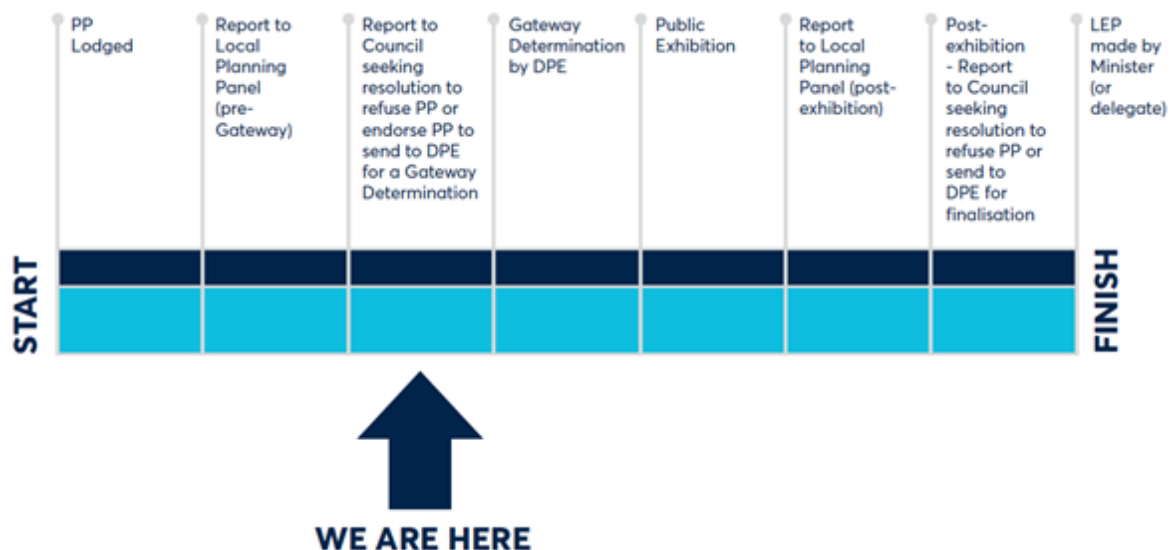 PP
Lodged
Report to
Local
Planning
Panel
(pre-
Gateway)
Report to
Council
seeking
resolution to
refuse PP or
endorse PP to
send to DPE
for a Gateway
Determination
Gateway
Determination
by DPE
Public
Exhibition
Report
to Local
Planning
Panel (post-
exhibition)
Post-
exhibition
- Report
to Council
seeking
resolution to
refuse PP or
send to
DPE for
finalisation
LEP
made by
Minister
(or
delegate)
START
FINISH
WE ARE HERE